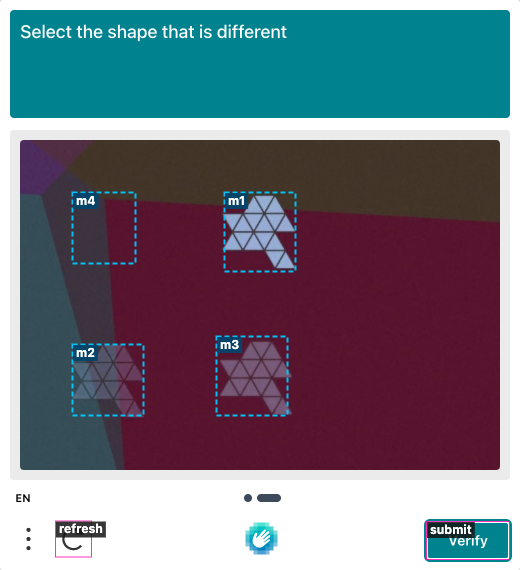 Select the shape that is different
m4
m1
m2
m3
EN
refresh
submit
Verify